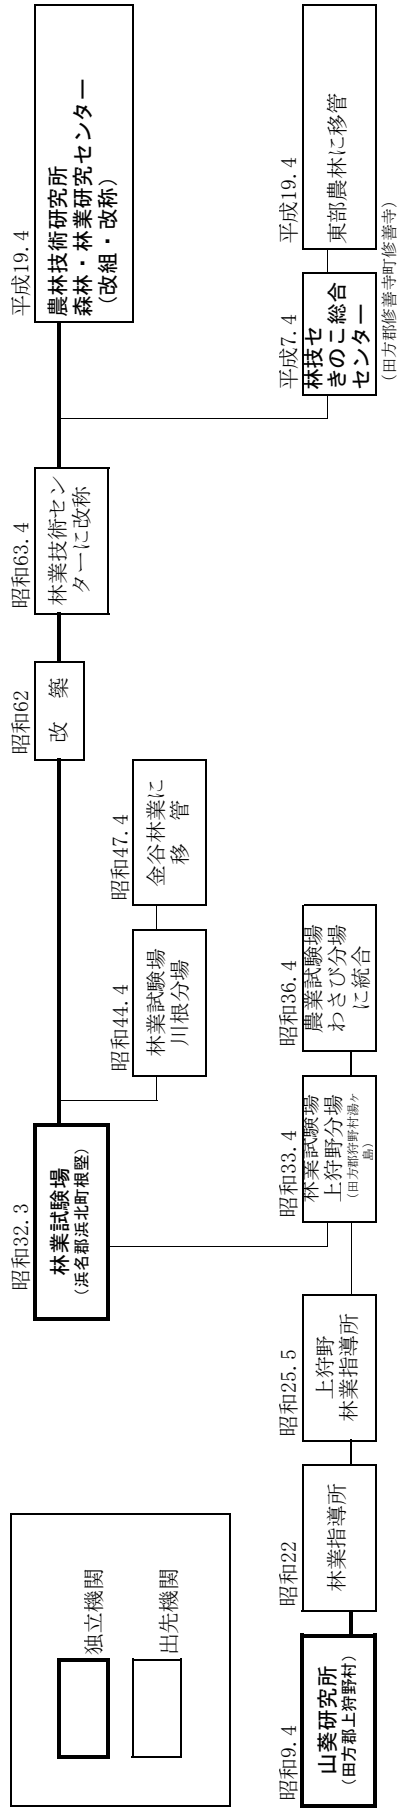 独立機関
出先機関
昭和32.3
林業試験場
(浜名郡浜北町根堅)
昭和62
改 築
昭和63.4
林業技術セン
ターに改称
平成19.4
農林技術研究所
森林・林業研究センター
(改組・改称)
昭和44.4
林業試験場
川根分場
昭和47.4
金谷林業に
移 管
昭和9.4
山葵研究所
(田方郡上狩野村)
昭和22
林業指導所
昭和25.5
上狩野
林業指導所
昭和33.4
林業試験場
上狩野分場
(田方郡狩野村湯ヶ
島)
昭和36.4
農業試験場
わさび分場
に統合
平成7.4
林技セ
きのこ総合
センター
(田方郡修善寺町修善寺)
平成19.4
東部農林に移管